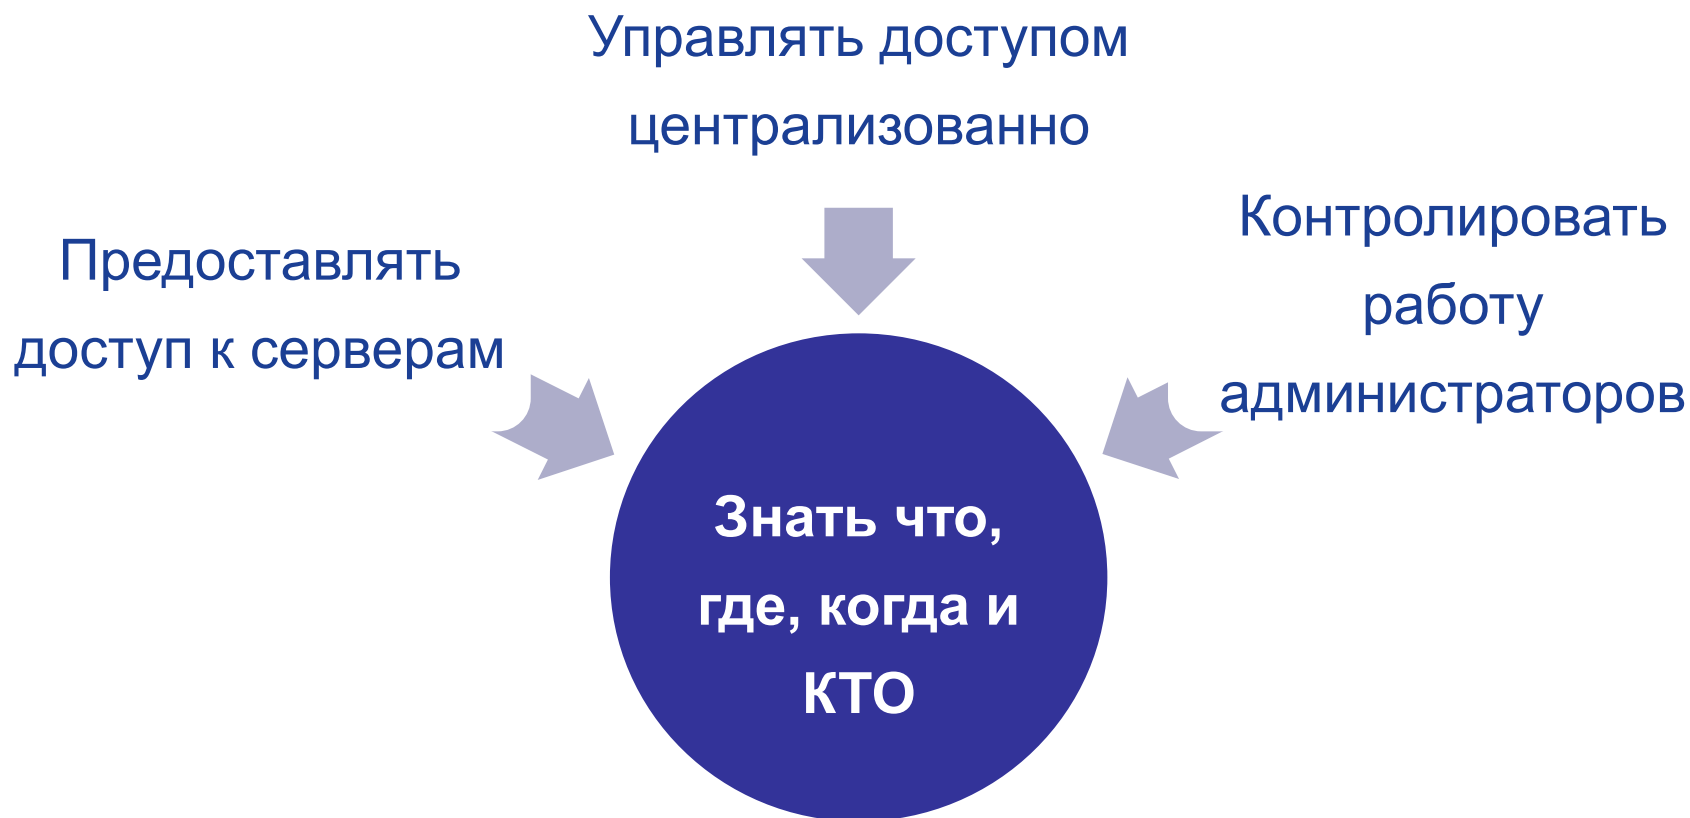 Управлять доступом
централизованно
Предоставлять
доступ к серверам
Контролировать
работу
администраторов
Знать что,
где, когда и
КТО